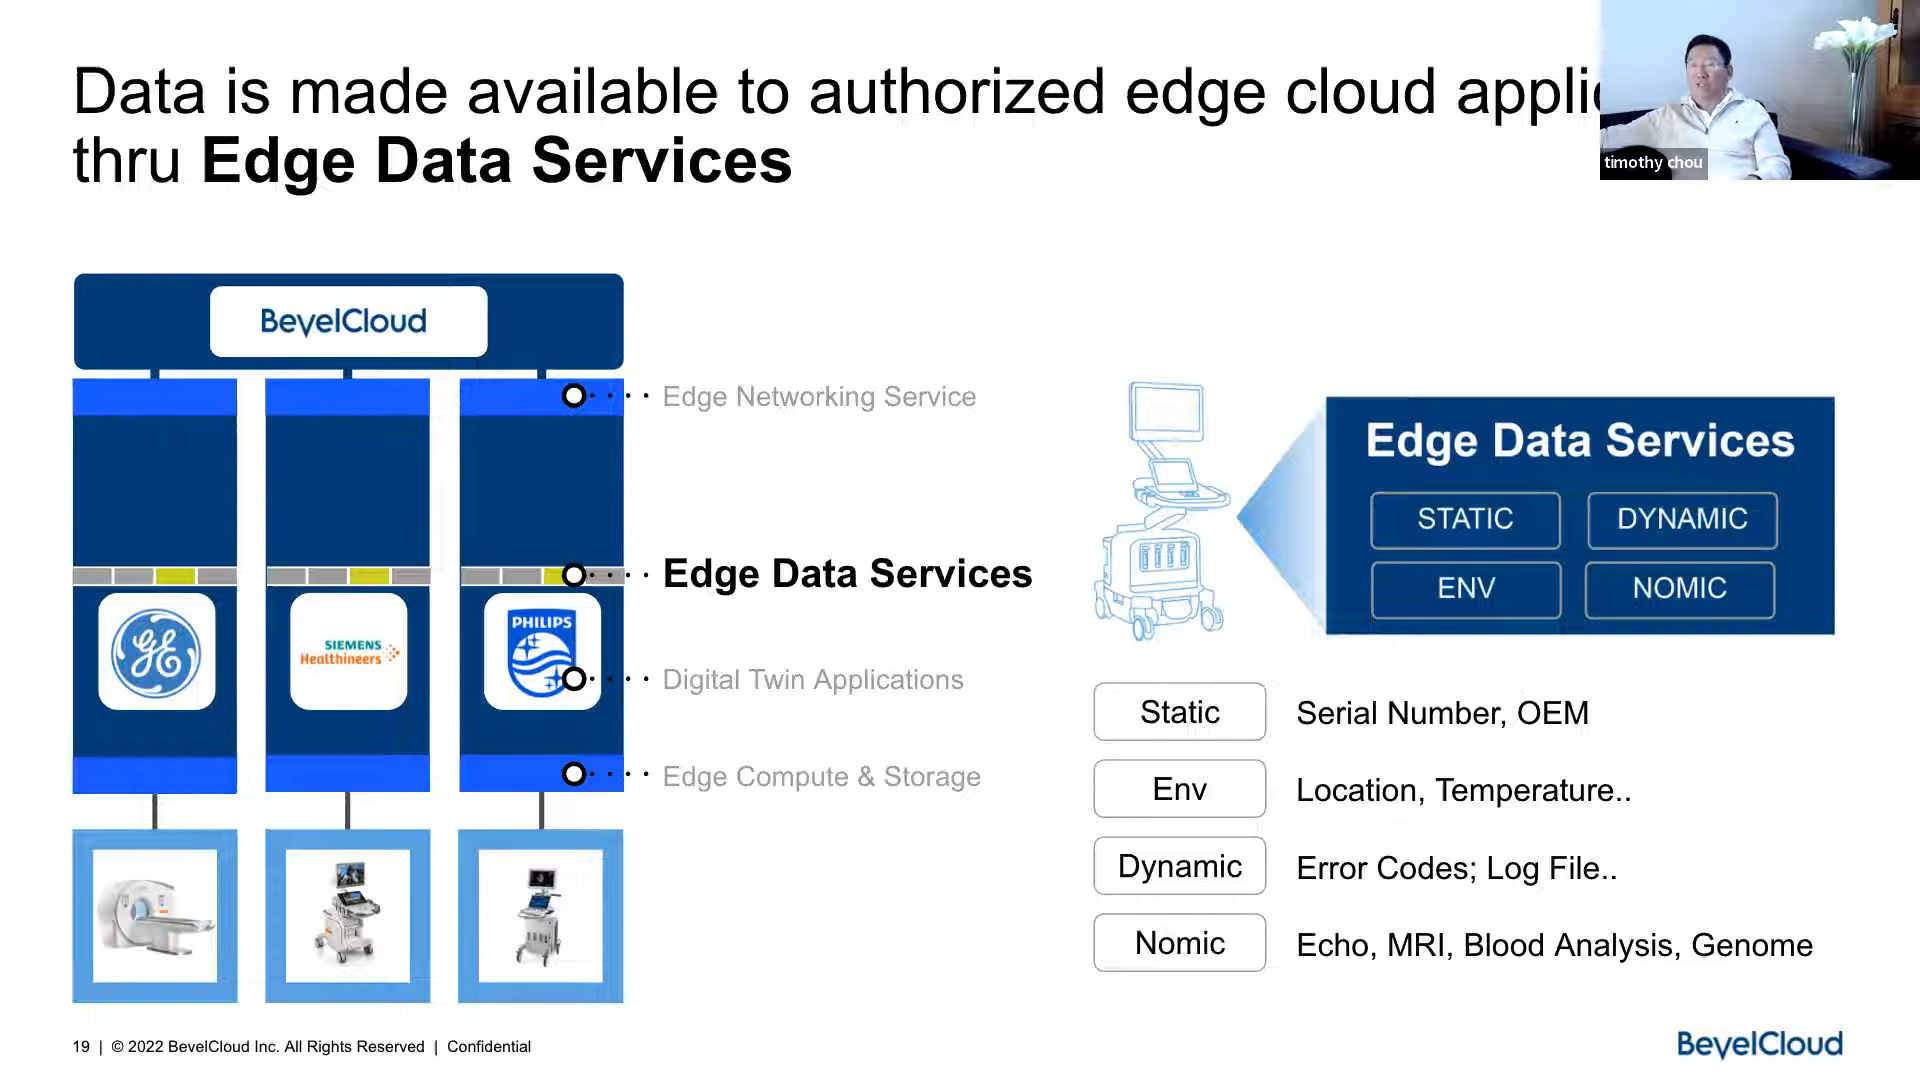 Data is made available to authorized edge cloud
thru Edge Data Services
timothy chou
BevelCloud
Edge Networking Service
Edge Data Services
Digital Twin Applications
Edge Compute & Storage
GE
SIEMENS
Healthineers
PHILIPS
Edge Data Services
STATIC
DYNAMIC
ENV
NOMIC
Static
Serial Number, OEM
Env
Location, Temperature..
Dynamic
Error Codes; Log File..
Nomic
Echo, MRI, Blood Analysis, Genome
19 | © 2022 BevelCloud Inc. All Rights Reserved | Confidential
BevelCloud